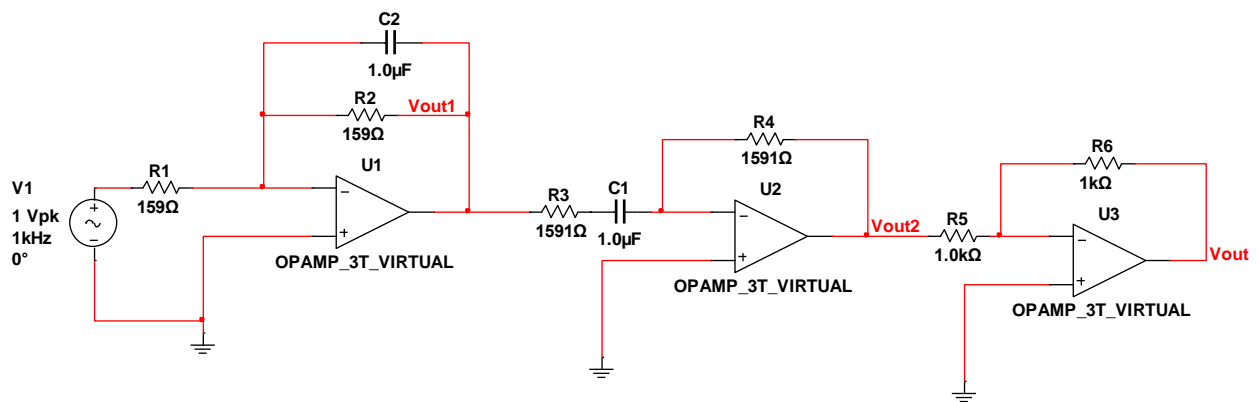 C2
1.0µF
R2
Vout1
159Ω
U1
R1
159Ω
V1
1 Vpk
1kHz
0°
OPAMP_3T_VIRTUAL
R3
1591Ω
C1
1.0µF
R4
1591Ω
U2
OPAMP_3T_VIRTUAL
Vout2
R5
1.0kΩ
R6
1kΩ
U3
Vout
OPAMP_3T_VIRTUAL